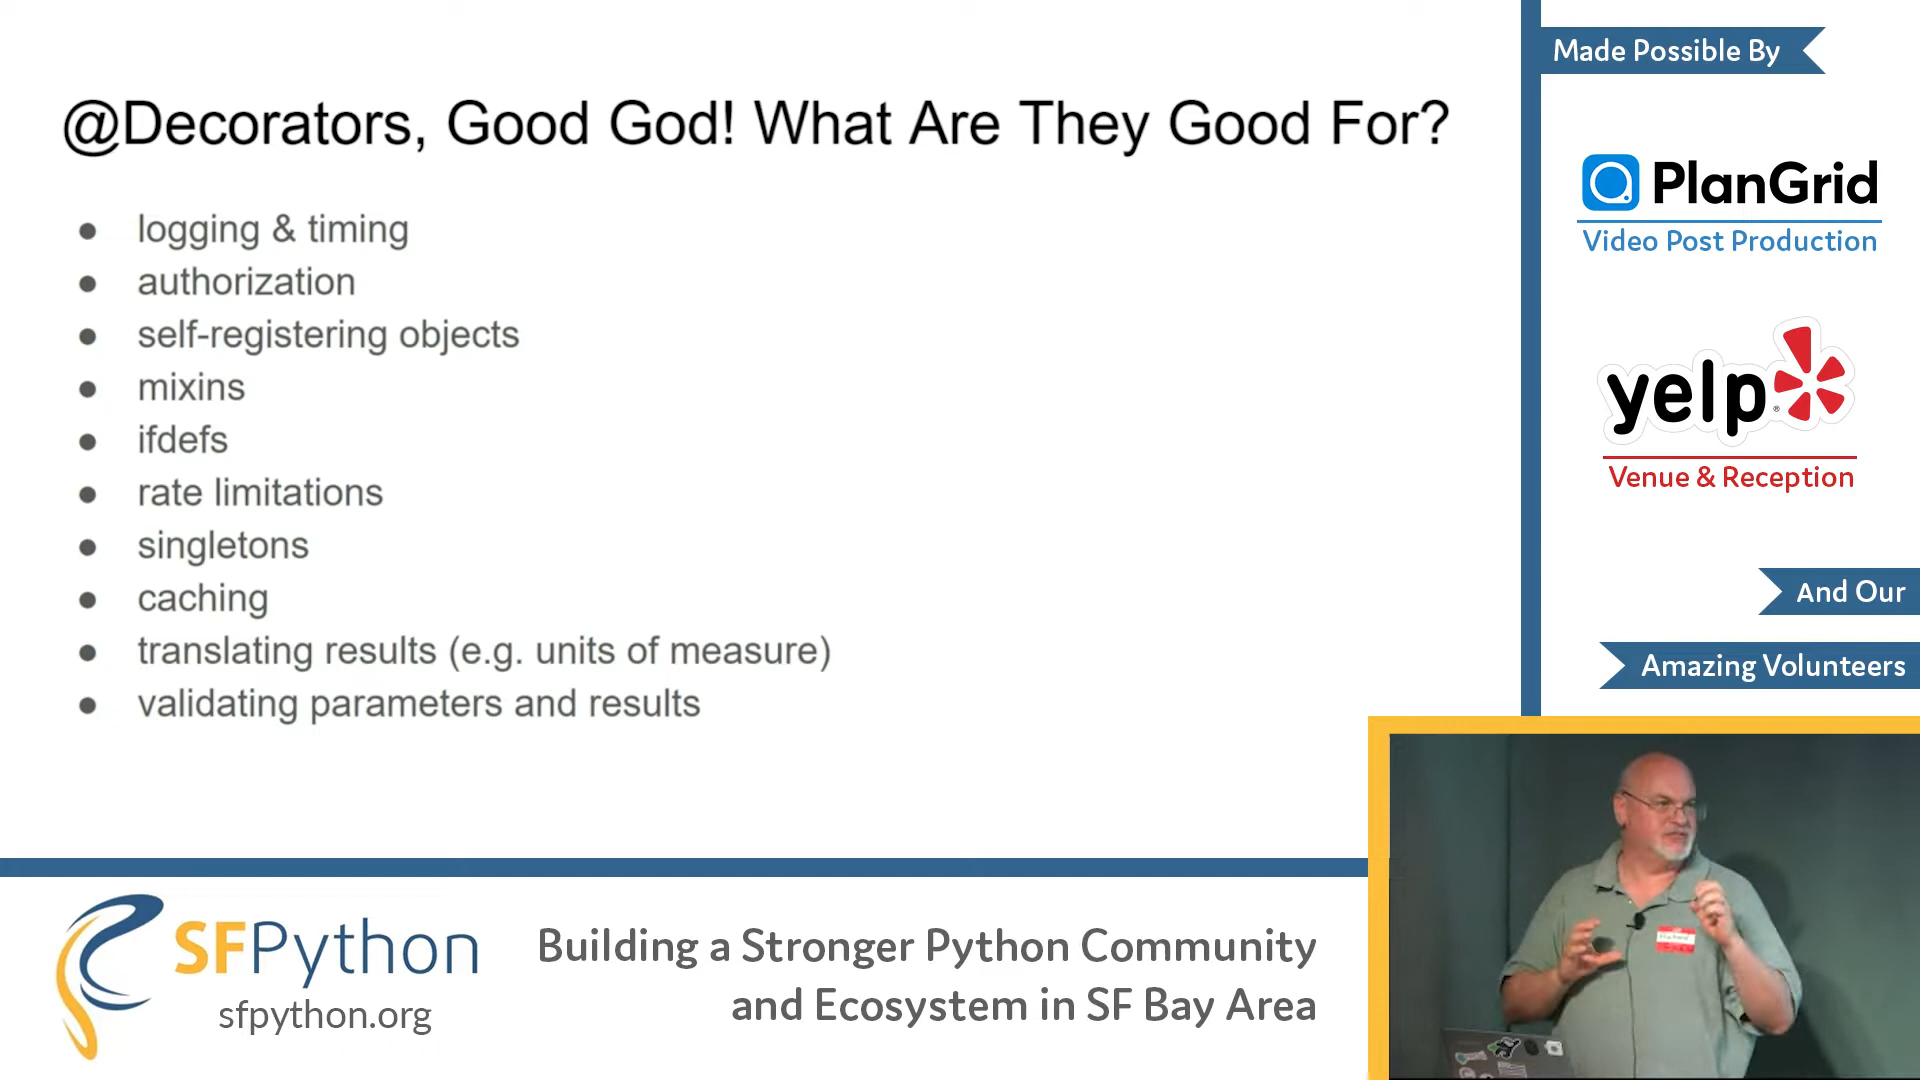 @Decorators, Good God! What Are They Good For?
● logging & timing
● authorization
● self-registering objects
● mixins
● ifdefs
● rate limitations
● singletons
● caching
● translating results (e.g. units of measure)
● validating parameters and results
Made Possible By
PlanGrid
Video Post Production
yelp
Venue & Reception
And Our
Amazing Volunteers
SFPython
sfpython.org
Building a Stronger Python Community
and Ecosystem in SF Bay Area